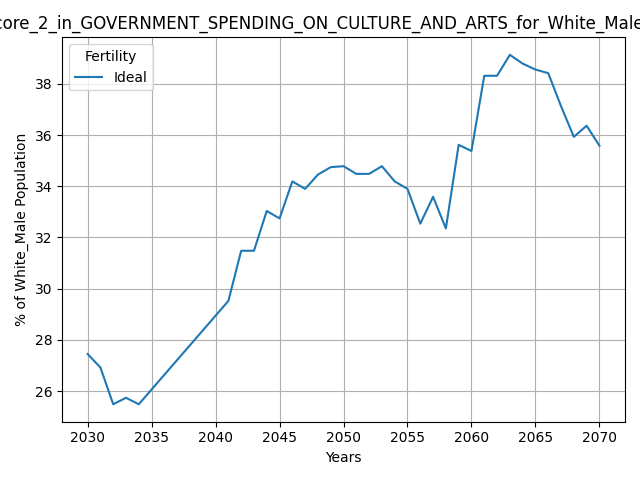 core_2_in_GOVERNMENT_SPENDING_ON_CULTURE_AND_ARTS_for_White_Male
Fertility
Ideal
% of White_Male Population
38
36
34
32
30
28
26
2030 2035 2040 2045 2050 2055 2060 2065 2070
Years